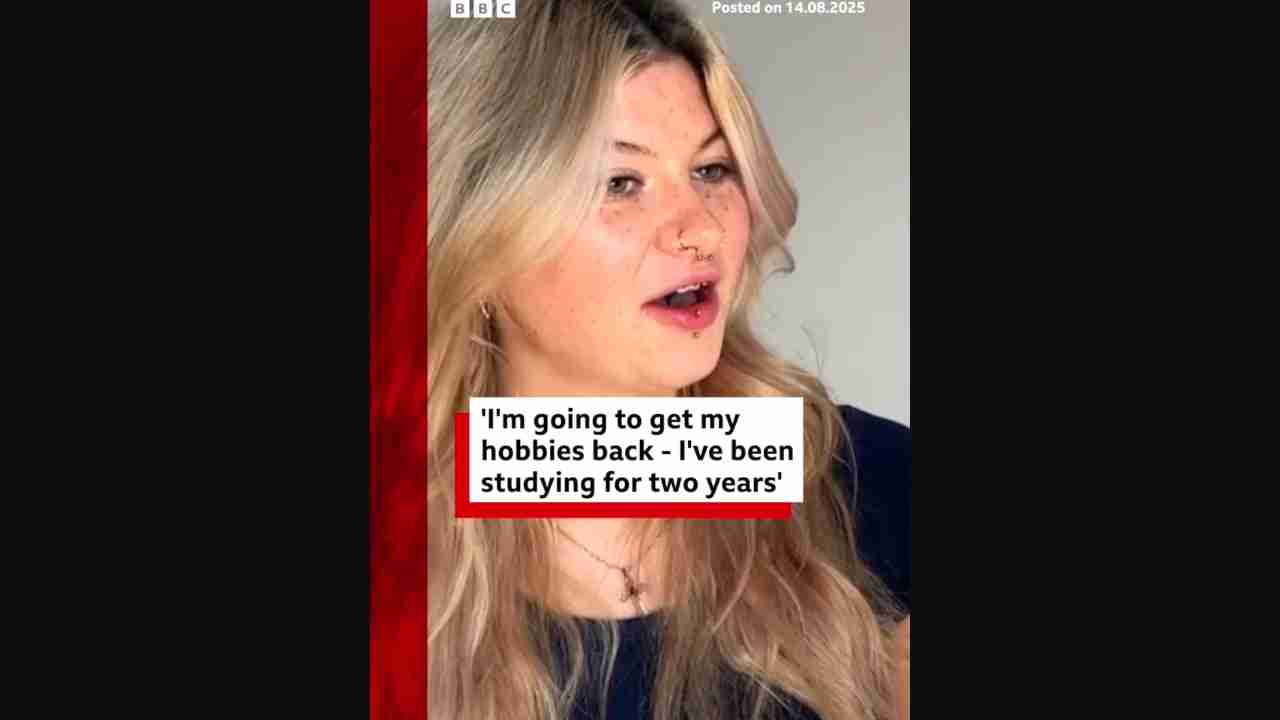 BBC
Posted on 14.08.2025
'I'm going to get my
hobbies back - I've been
studying for two years'